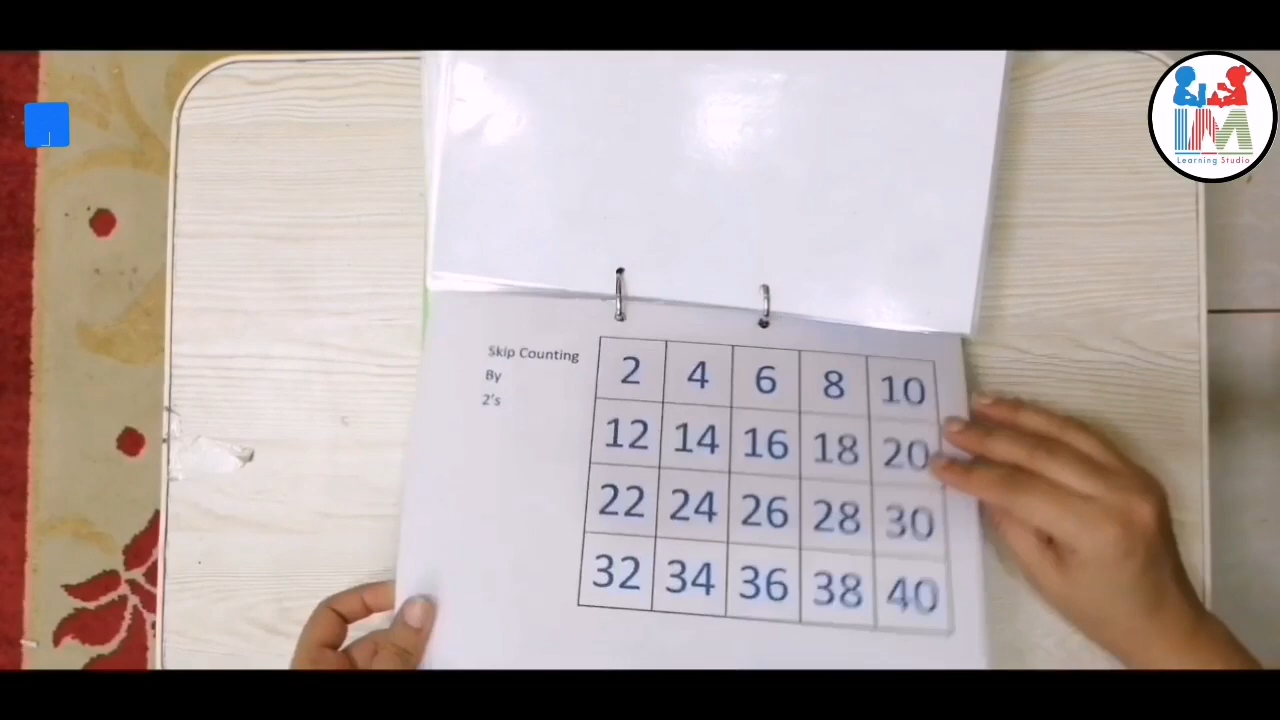 Learning Studio
Skip Counting
By
2's
2 4 6 8 10
12 14 16 18 20
22 24 26 28 30
32 34 36 38 40